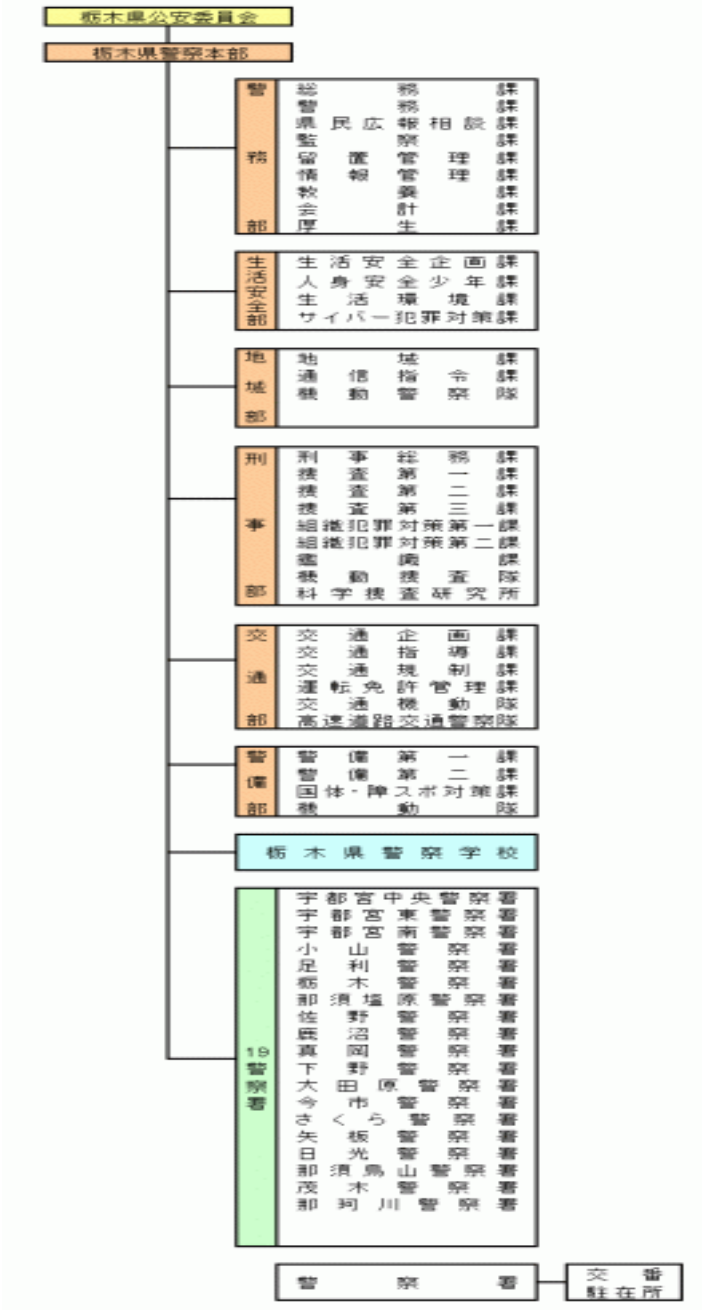 栃木県公安委員会
栃木県警察本部
警務部
総務課
警務課
県民広報相談課
監察課
留置管理課
情報管理課
教養課
会計課
厚生課
生活安全部
生活安全企画課
人身安全少年課
生活環境課
サイバー犯罪対策課
地域部
地域課
通信指令課
機動警察隊
刑事部
刑事総務課
捜査第一課
捜査第二課
捜査第三課
組織犯罪対策第一課
組織犯罪対策第二課
鑑識課
機動捜査隊
科学捜査研究所
交通部
交通企画課
交通指導課
交通規制課
運転免許管理課
交通機動隊
高速道路交通警察隊
警備部
警備第一課
警備第二課
国体・障スポ対策課
機動隊
栃木県警察学校
19警察署
宇都宮中央警察署
宇都宮東警察署
宇都宮南警察署
小山警察署
足利警察署
栃木警察署
那須塩原警察署
佐野警察署
鹿沼警察署
真岡警察署
下野警察署
大田原警察署
今市警察署
さくら警察署
矢板警察署
日光警察署
那須烏山警察署
茂木警察署
那珂川警察署
警察署
交番
駐在所